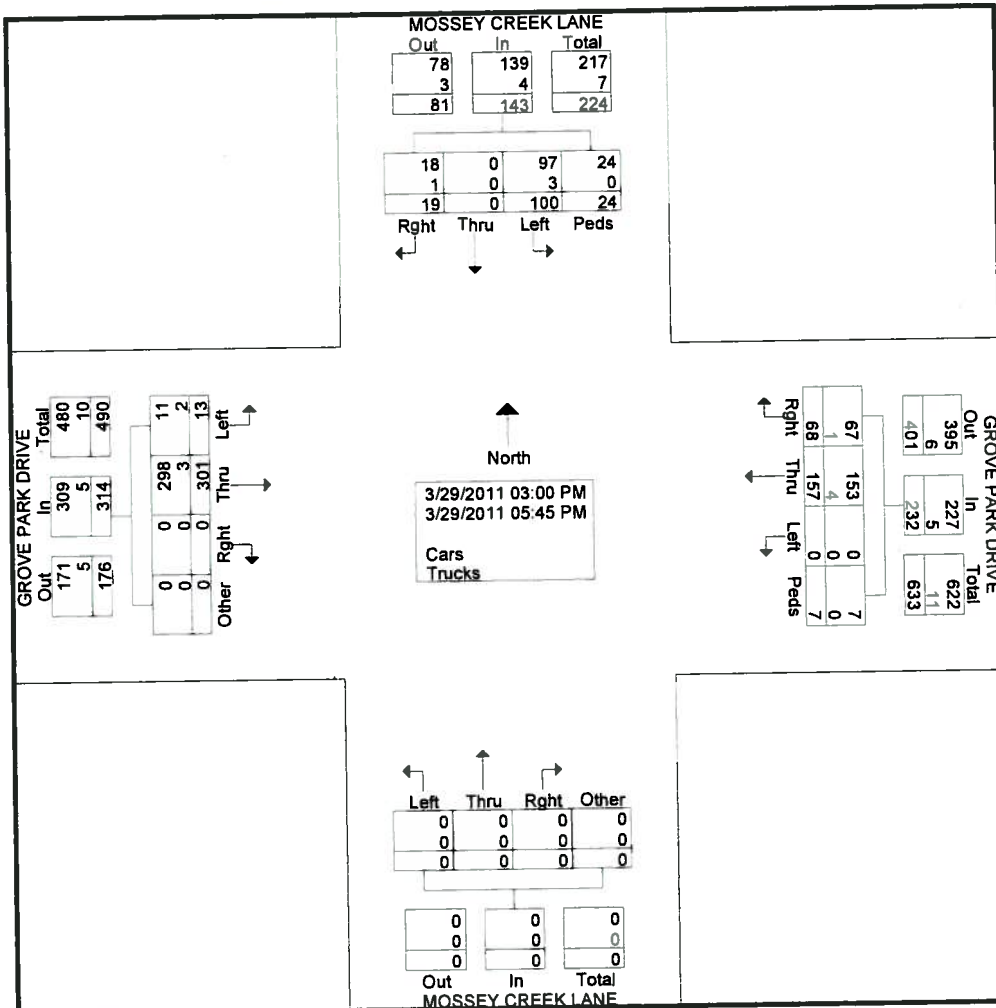 MOSSEY CREEK LANE
Out In Total
78 139 217
3 4 7
81 143 224
18 0 97 24
1 0 3 0
19 0 100 24
Rght Thru Left Peds
GROVE PARK DRIVE
Total In Out
480 309 171
10 5 5
490 314 176
11 298 0 0
2 3 0 0
13 301 0 0
Left Thru Rght Other
North
3/29/2011 03:00 PM
3/29/2011 05:45 PM
Cars
Trucks
GROVE PARK DRIVE
Out In Total
395 227 622
6 5 11
401 232 633
67 153 0 7
1 4 0 0
68 157 0 7
Rght Thru Left Peds
Left Thru Rght Other
0 0 0 0
0 0 0 0
0 0 0 0
0 0 0
0 0 0
0 0 0
Out In Total
MOSSEY CREEK LANE